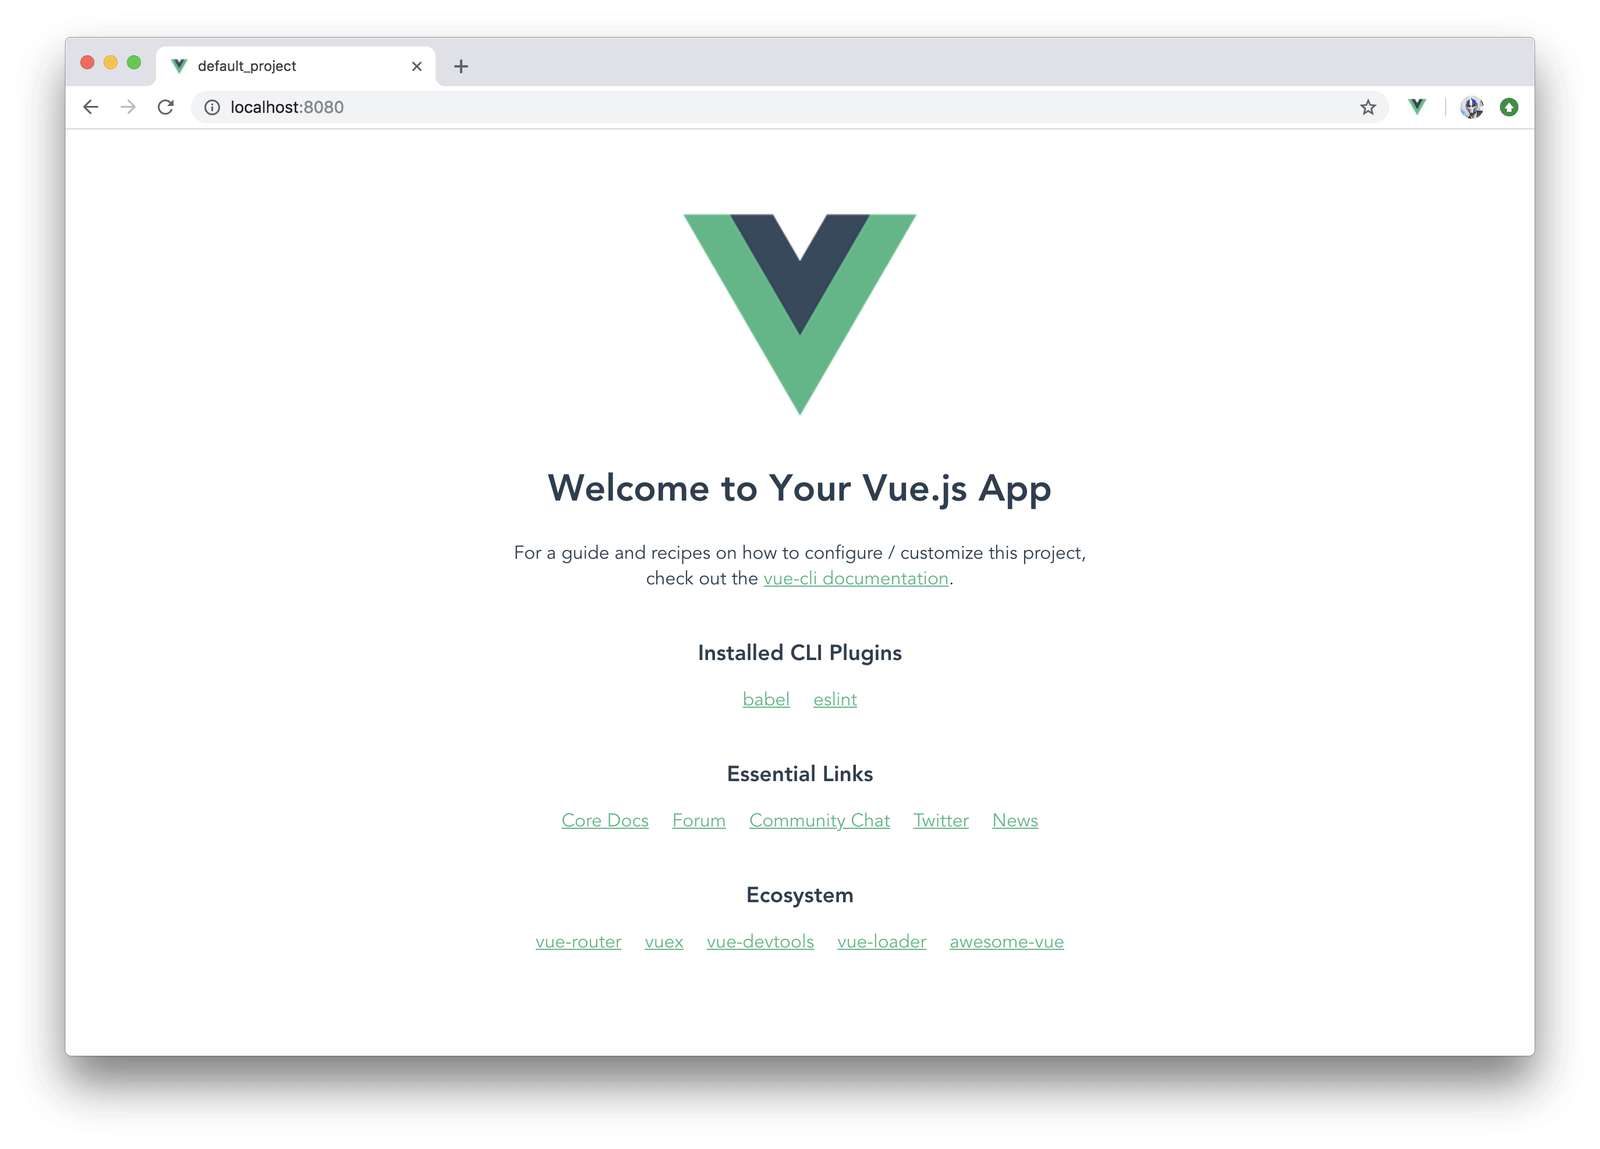 default_project
localhost:8080
Welcome to Your Vue.js App
For a guide and recipes on how to configure / customize this project,
check out the vue-cli documentation.
Installed CLI Plugins
babel eslint
Essential Links
Core Docs Forum Community Chat Twitter News
Ecosystem
vue-router vuex vue-devtools vue-loader awesome-vue